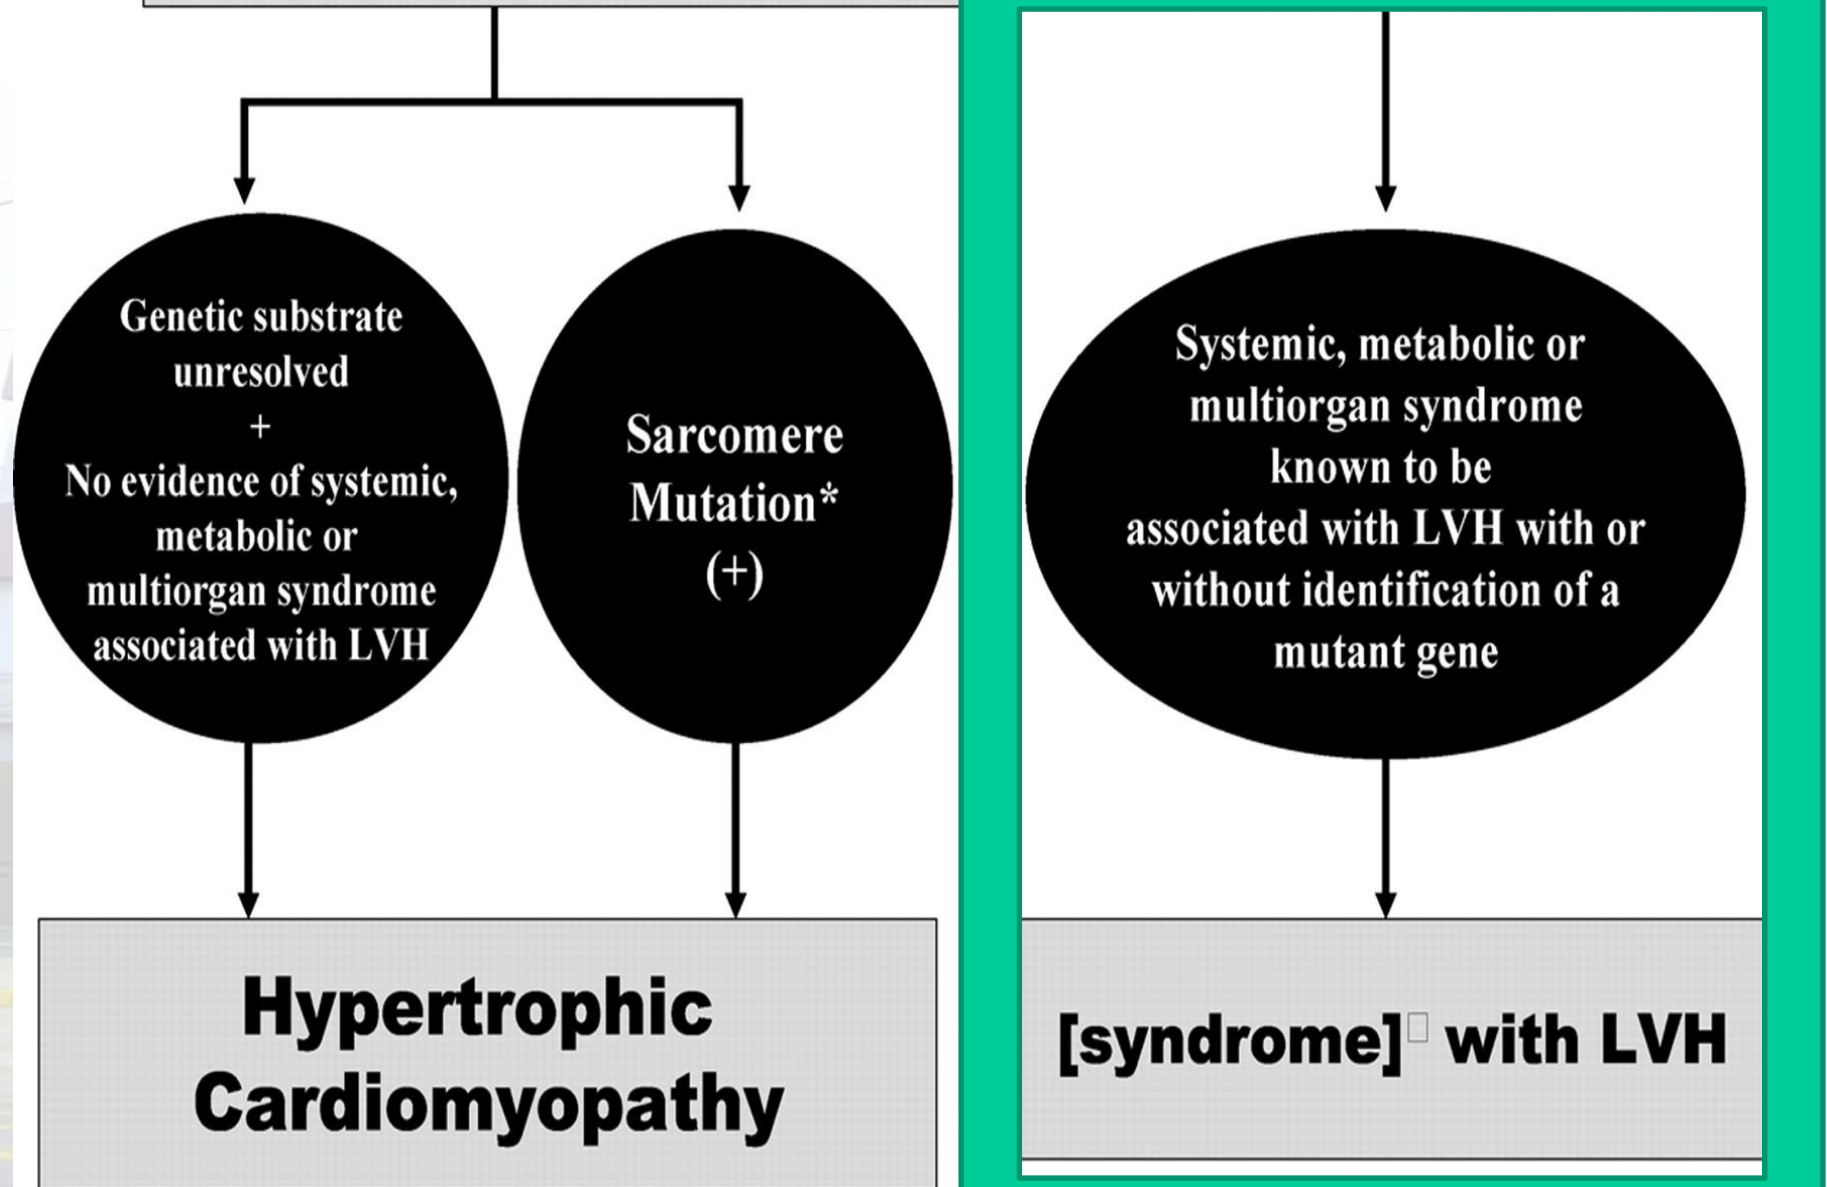 Genetic substrate
unresolved
+
No evidence of systemic,
metabolic or
multiorgan syndrome
associated with LVH
Sarcomere
Mutation*
(+)
Systemic, metabolic or
multiorgan syndrome
known to be
associated with LVH with or
without identification of a
mutant gene
Hypertrophic
Cardiomyopathy
[syndrome]□ with LVH